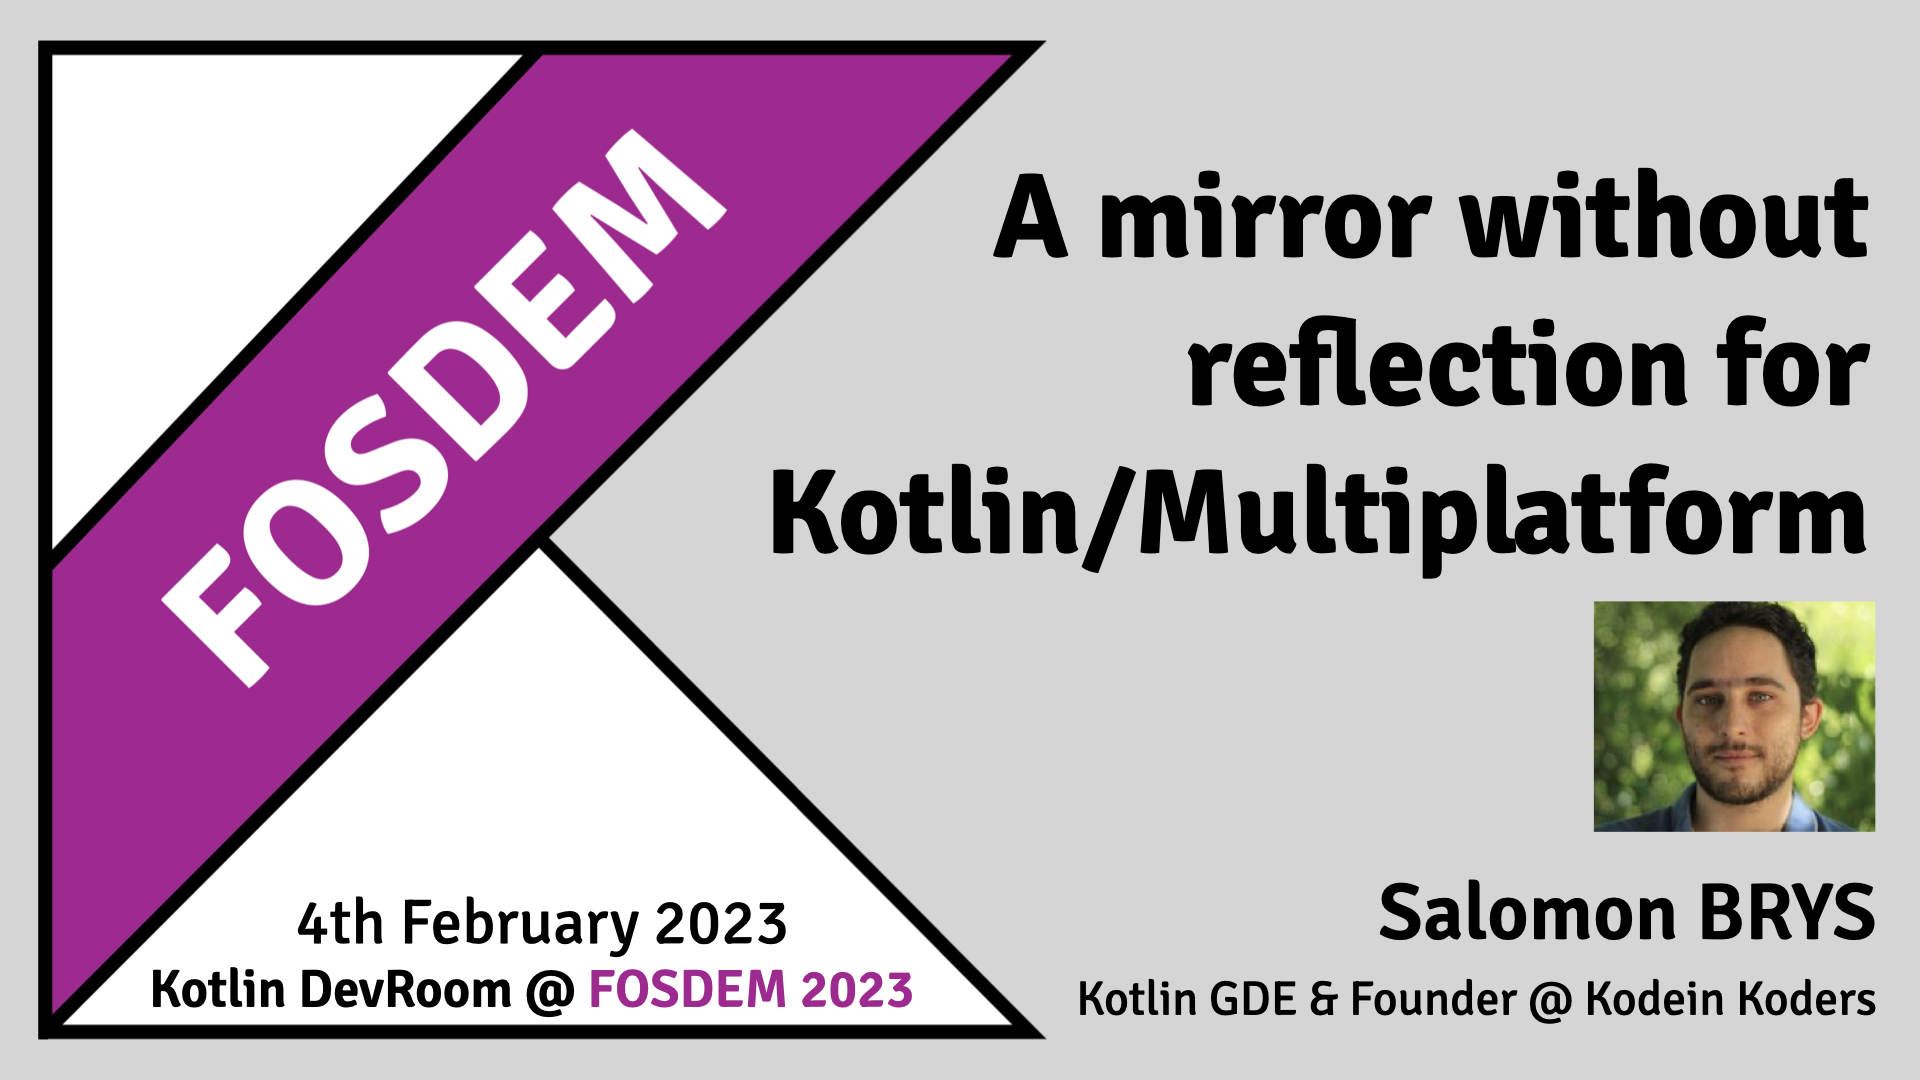 FOSDEM
A mirror without
reflection for
Kotlin/Multiplatform
Salomon BRYS
Kotlin GDE & Founder @ Kodein Koders
4th February 2023
Kotlin DevRoom @ FOSDEM 2023